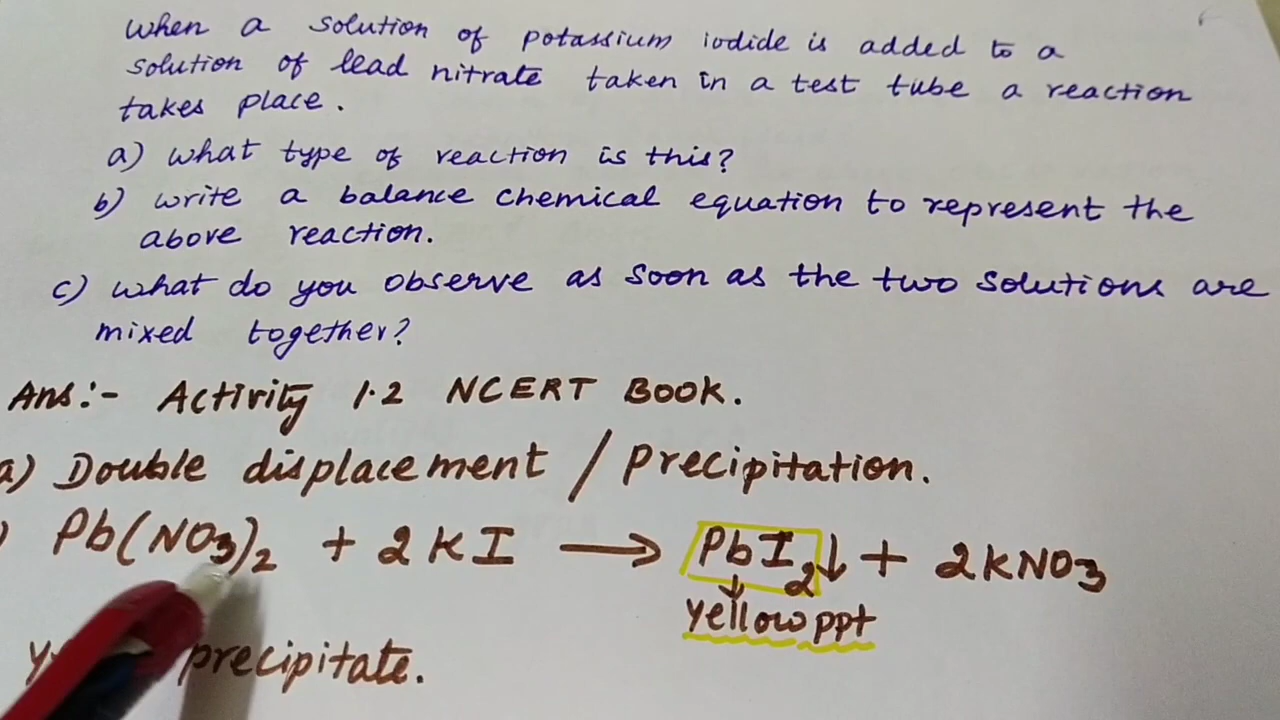 when a solution of potassium iodide is added to a
solution of lead nitrate taken in a test tube a reaction
takes place.
a) what type of reaction is this?
b) write a balance chemical equation to represent the
above reaction.
c) what do you observe as soon as the two solutions are
mixed together?
Ans:- Activity 1.2 NCERT Book.
a) Double displacement / precipitation.
) Pb(NO3)2 + 2KI → PbI2↓ + 2KNO3
↓
yellow ppt
precipitate.